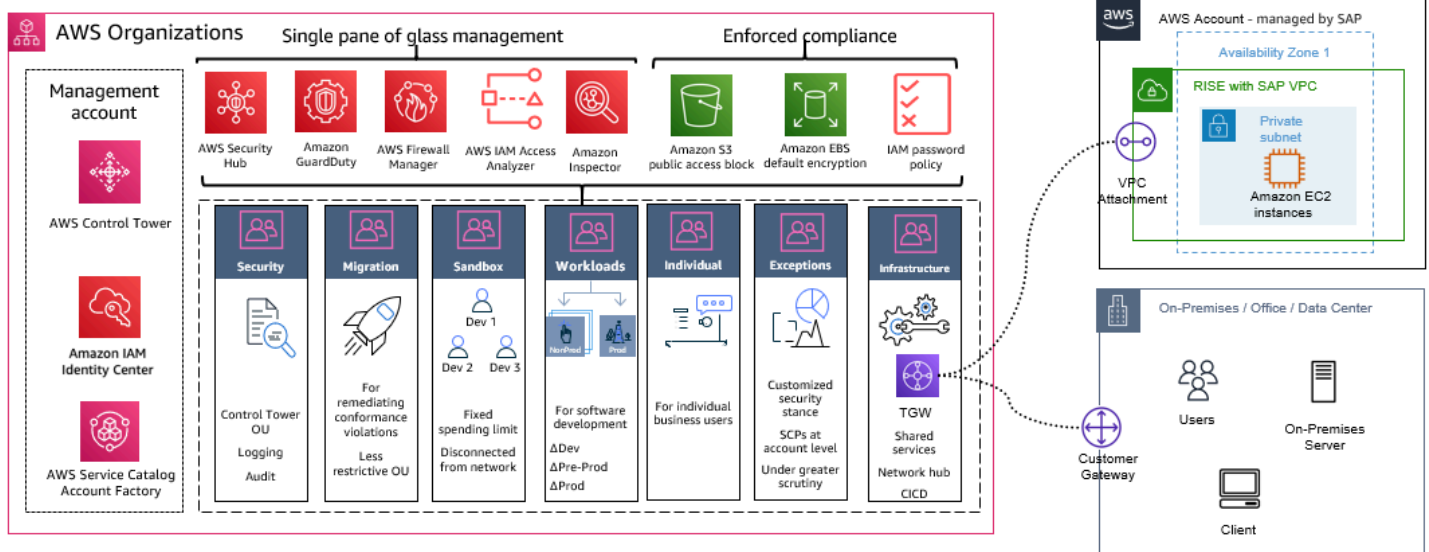 AWS Organizations
Single pane of glass management
Enforced compliance
Management
account
AWS Control Tower
Amazon IAM
Identity Center
AWS Service Catalog
Account Factory
AWS Security
Hub
Amazon
GuardDuty
AWS Firewall
Manager
AWS IAM Access
Analyzer
Amazon
Inspector
Amazon S3
public access block
Amazon EBS
default encryption
IAM password
policy
Security
Control Tower
OU
Logging
Audit
Migration
For
remediating
conformance
violations
Less
restrictive OU
Sandbox
Dev 1
Dev 2
Dev 3
Fixed
spending limit
Disconnected
from network
Workloads
NonProd
Prod
For software
development
ΔDev
ΔPre-Prod
ΔProd
Individual
For individual
business users
Exceptions
Customized
security
stance
SCPs at
account level
Under greater
scrutiny
Infrastructure
TGW
Shared
services
Network hub
CICD
aws
AWS Account - managed by SAP
Availability Zone 1
RISE with SAP VPC
Private
subnet
Amazon EC2
instances
VPC
Attachment
On-Premises / Office / Data Center
Users
On-Premises
Server
Customer
Gateway
Client